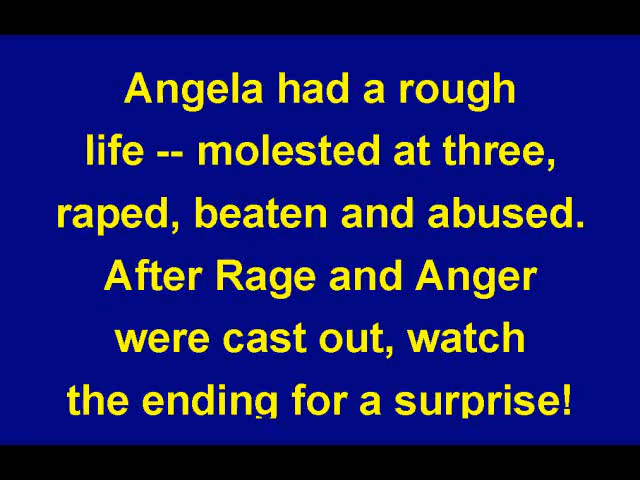 Angela had a rough
life -- molested at three,
raped, beaten and abused.
After Rage and Anger
were cast out, watch
the ending for a surprise!